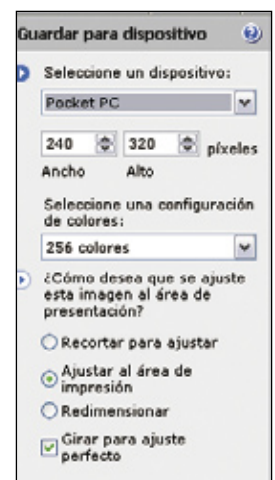 Guardar para dispositivo
Seleccione un dispositivo:
Pocket PC
240 320 píxeles
Ancho Alto
Seleccione una configuración
de colores:
256 colores
¿Cómo desea que se ajuste
esta imagen al área de
presentación?
Recortar para ajustar
Ajustar al área de
impresión
Redimensionar
Girar para ajuste
perfecto